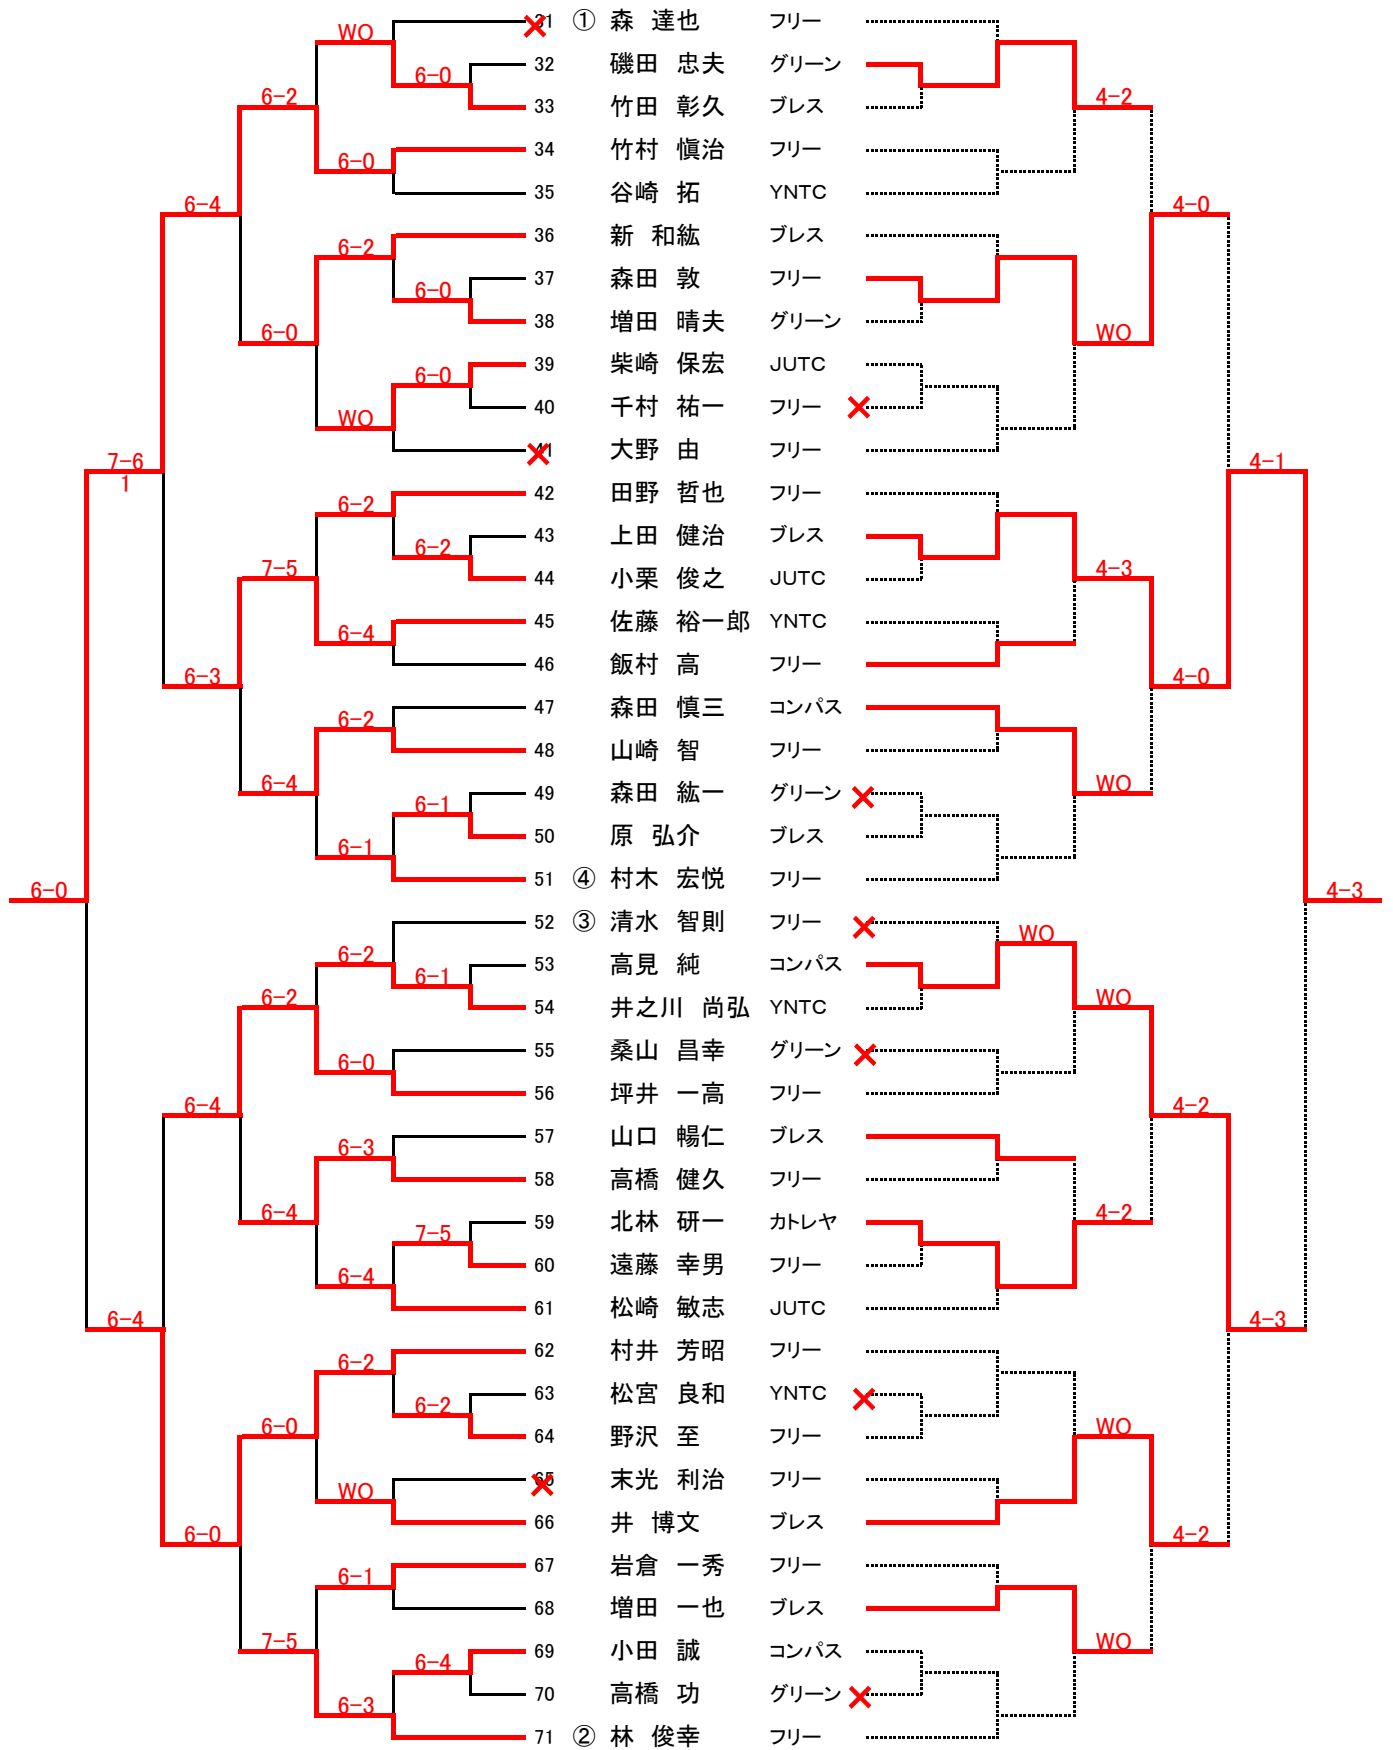 31 ① 森 達也 フリー
WO WO
32 磯田 忠夫 グリーン
6-0
6-2 33 竹田 彰久 ブレス 4-2
34 竹村 愼治 フリー
6-0
35 谷崎 拓 YNTC
6-4 4-0
36 新 和紘 ブレス
6-2
37 森田 敦 フリー
6-0
38 増田 晴夫 グリーン
6-0 WO
39 柴崎 保宏 JUTC
6-0
40 千村 祐一 フリー
WO
41 大野 由 フリー
7-6 4-1
1
42 田野 哲也 フリー
6-2
43 上田 健治 ブレス
6-2
7-5 44 小栗 俊之 JUTC 4-3
45 佐藤 裕一郎 YNTC
6-4
46 飯村 高 フリー
6-3 4-0
47 森田 慎三 コンパス
6-2
48 山崎 智 フリー
6-4 WO
49 森田 紘一 グリーン
6-1
50 原 弘介 ブレス
6-1
51 ④ 村木 宏悦 フリー
6-0 4-3
52 ③ 清水 智則 フリー
WO
6-2
53 高見 純 コンパス
6-1
6-2 54 井之川 尚弘 YNTC WO
55 桑山 昌幸 グリーン
6-0
56 坪井 一高 フリー
6-4 4-2
57 山口 暢仁 ブレス
6-3
58 高橋 健久 フリー
6-4 4-2
59 北林 研一 カトレヤ
7-5
60 遠藤 幸男 フリー
6-4
61 松崎 敏志 JUTC
6-4 4-3
62 村井 芳昭 フリー
6-2
63 松宮 良和 YNTC
6-2
6-0 WO
64 野沢 至 フリー
65 末光 利治 フリー
WO
66 井 博文 ブレス
6-0 4-2
67 岩倉 一秀 フリー
6-1
68 増田 一也 ブレス
7-5 WO
69 小田 誠 コンパス
6-4
70 高橋 功 グリーン
6-3
71 ② 林 俊幸 フリー